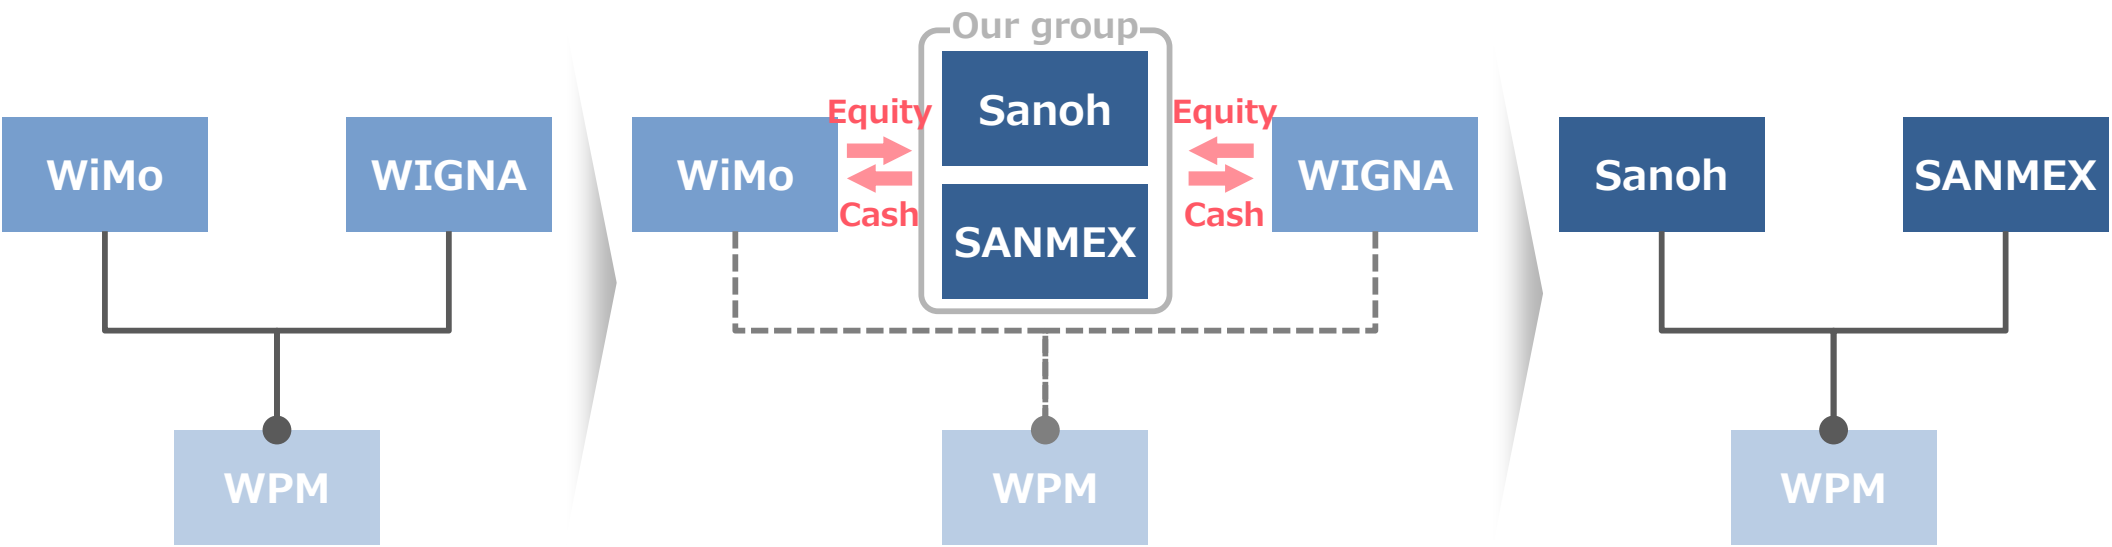 WiMo
WIGNA
WPM
Our group
Sanoh
SANMEX
WiMo
Equity
Cash
Equity
Cash
WIGNA
WPM
Sanoh
SANMEX
WPM